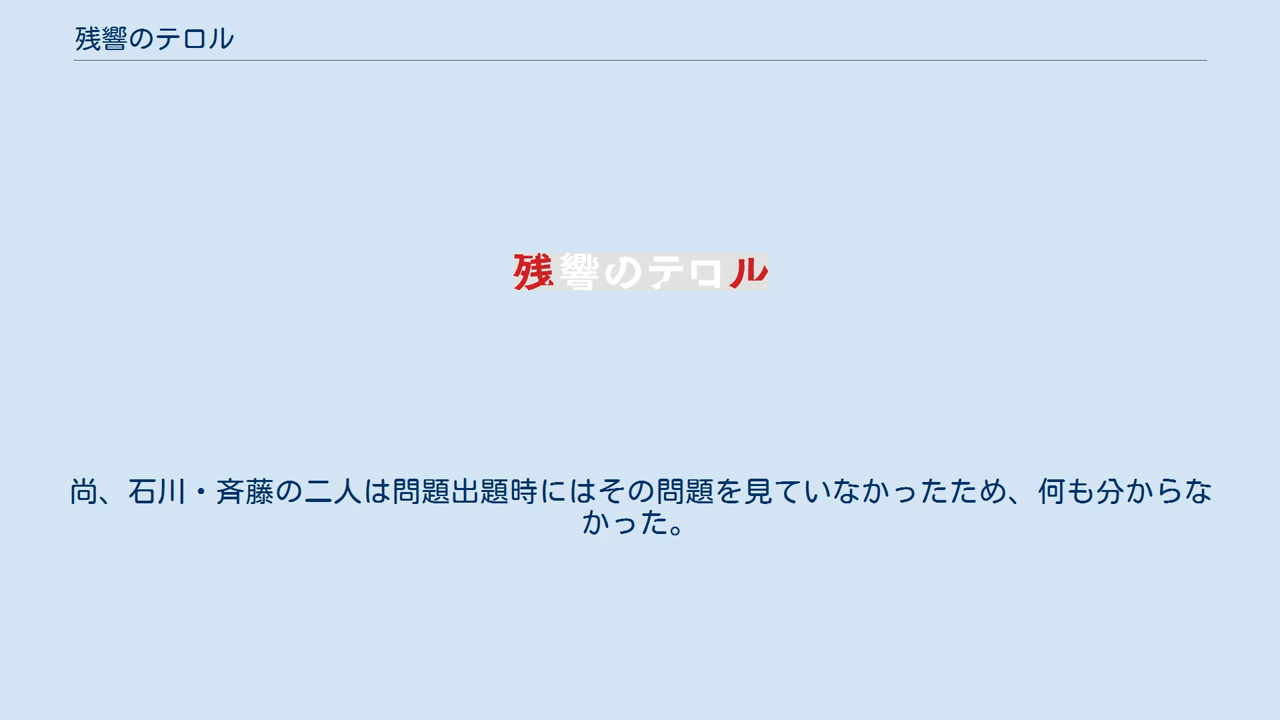 残響のテロル
残響のテロル
尚、石川・斉藤の二人は問題出題時にはその問題を見ていなかったため、何も分からな
かった。